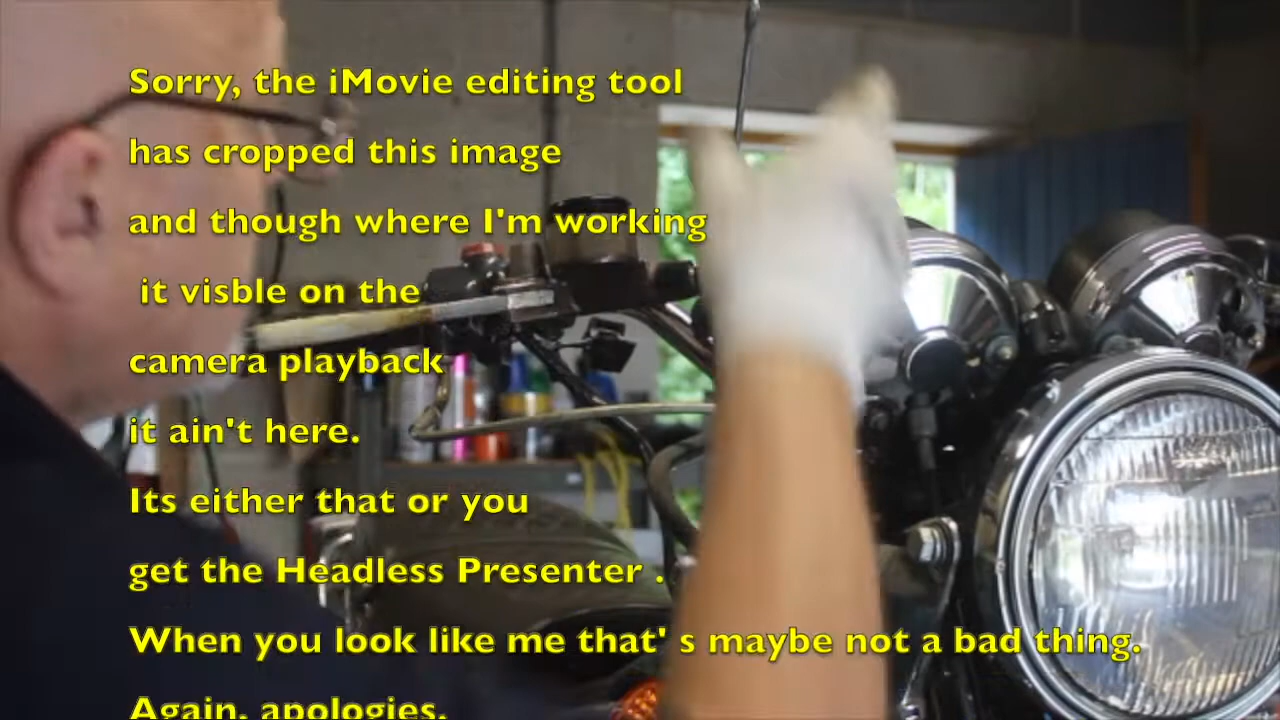 Sorry, the iMovie editing tool
has cropped this image
and though where I'm working
it visble on the
camera playback
it ain't here.
Its either that or you
get the Headless Presenter .
When you look like me that' s maybe not a bad thing.
Again, apologies.